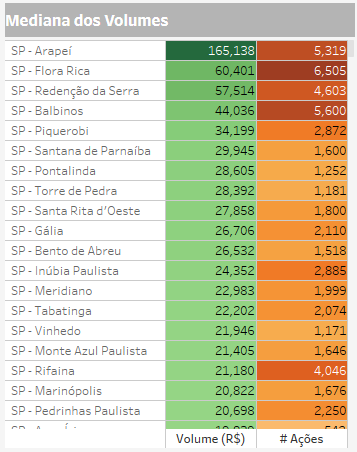 Mediana dos Volumes
SP - Arapeí 165,138 5,319
SP - Flora Rica 60,401 6,505
SP - Redenção da Serra 57,514 4,603
SP - Balbinos 44,036 5,600
SP - Piquerobi 34,199 2,872
SP - Santana de Parnaíba 29,945 1,600
SP - Pontalinda 28,605 1,252
SP - Torre de Pedra 28,392 1,181
SP - Santa Rita d'Oeste 27,858 1,800
SP - Gália 26,706 2,110
SP - Bento de Abreu 26,532 1,518
SP - Inúbia Paulista 24,352 2,885
SP - Meridiano 22,983 1,999
SP - Tabatinga 22,202 2,074
SP - Vinhedo 21,946 1,171
SP - Monte Azul Paulista 21,405 1,646
SP - Rifaina 21,180 4,046
SP - Marinópolis 20,822 1,676
SP - Pedrinhas Paulista 20,698 2,250
Volume (R$) # Ações